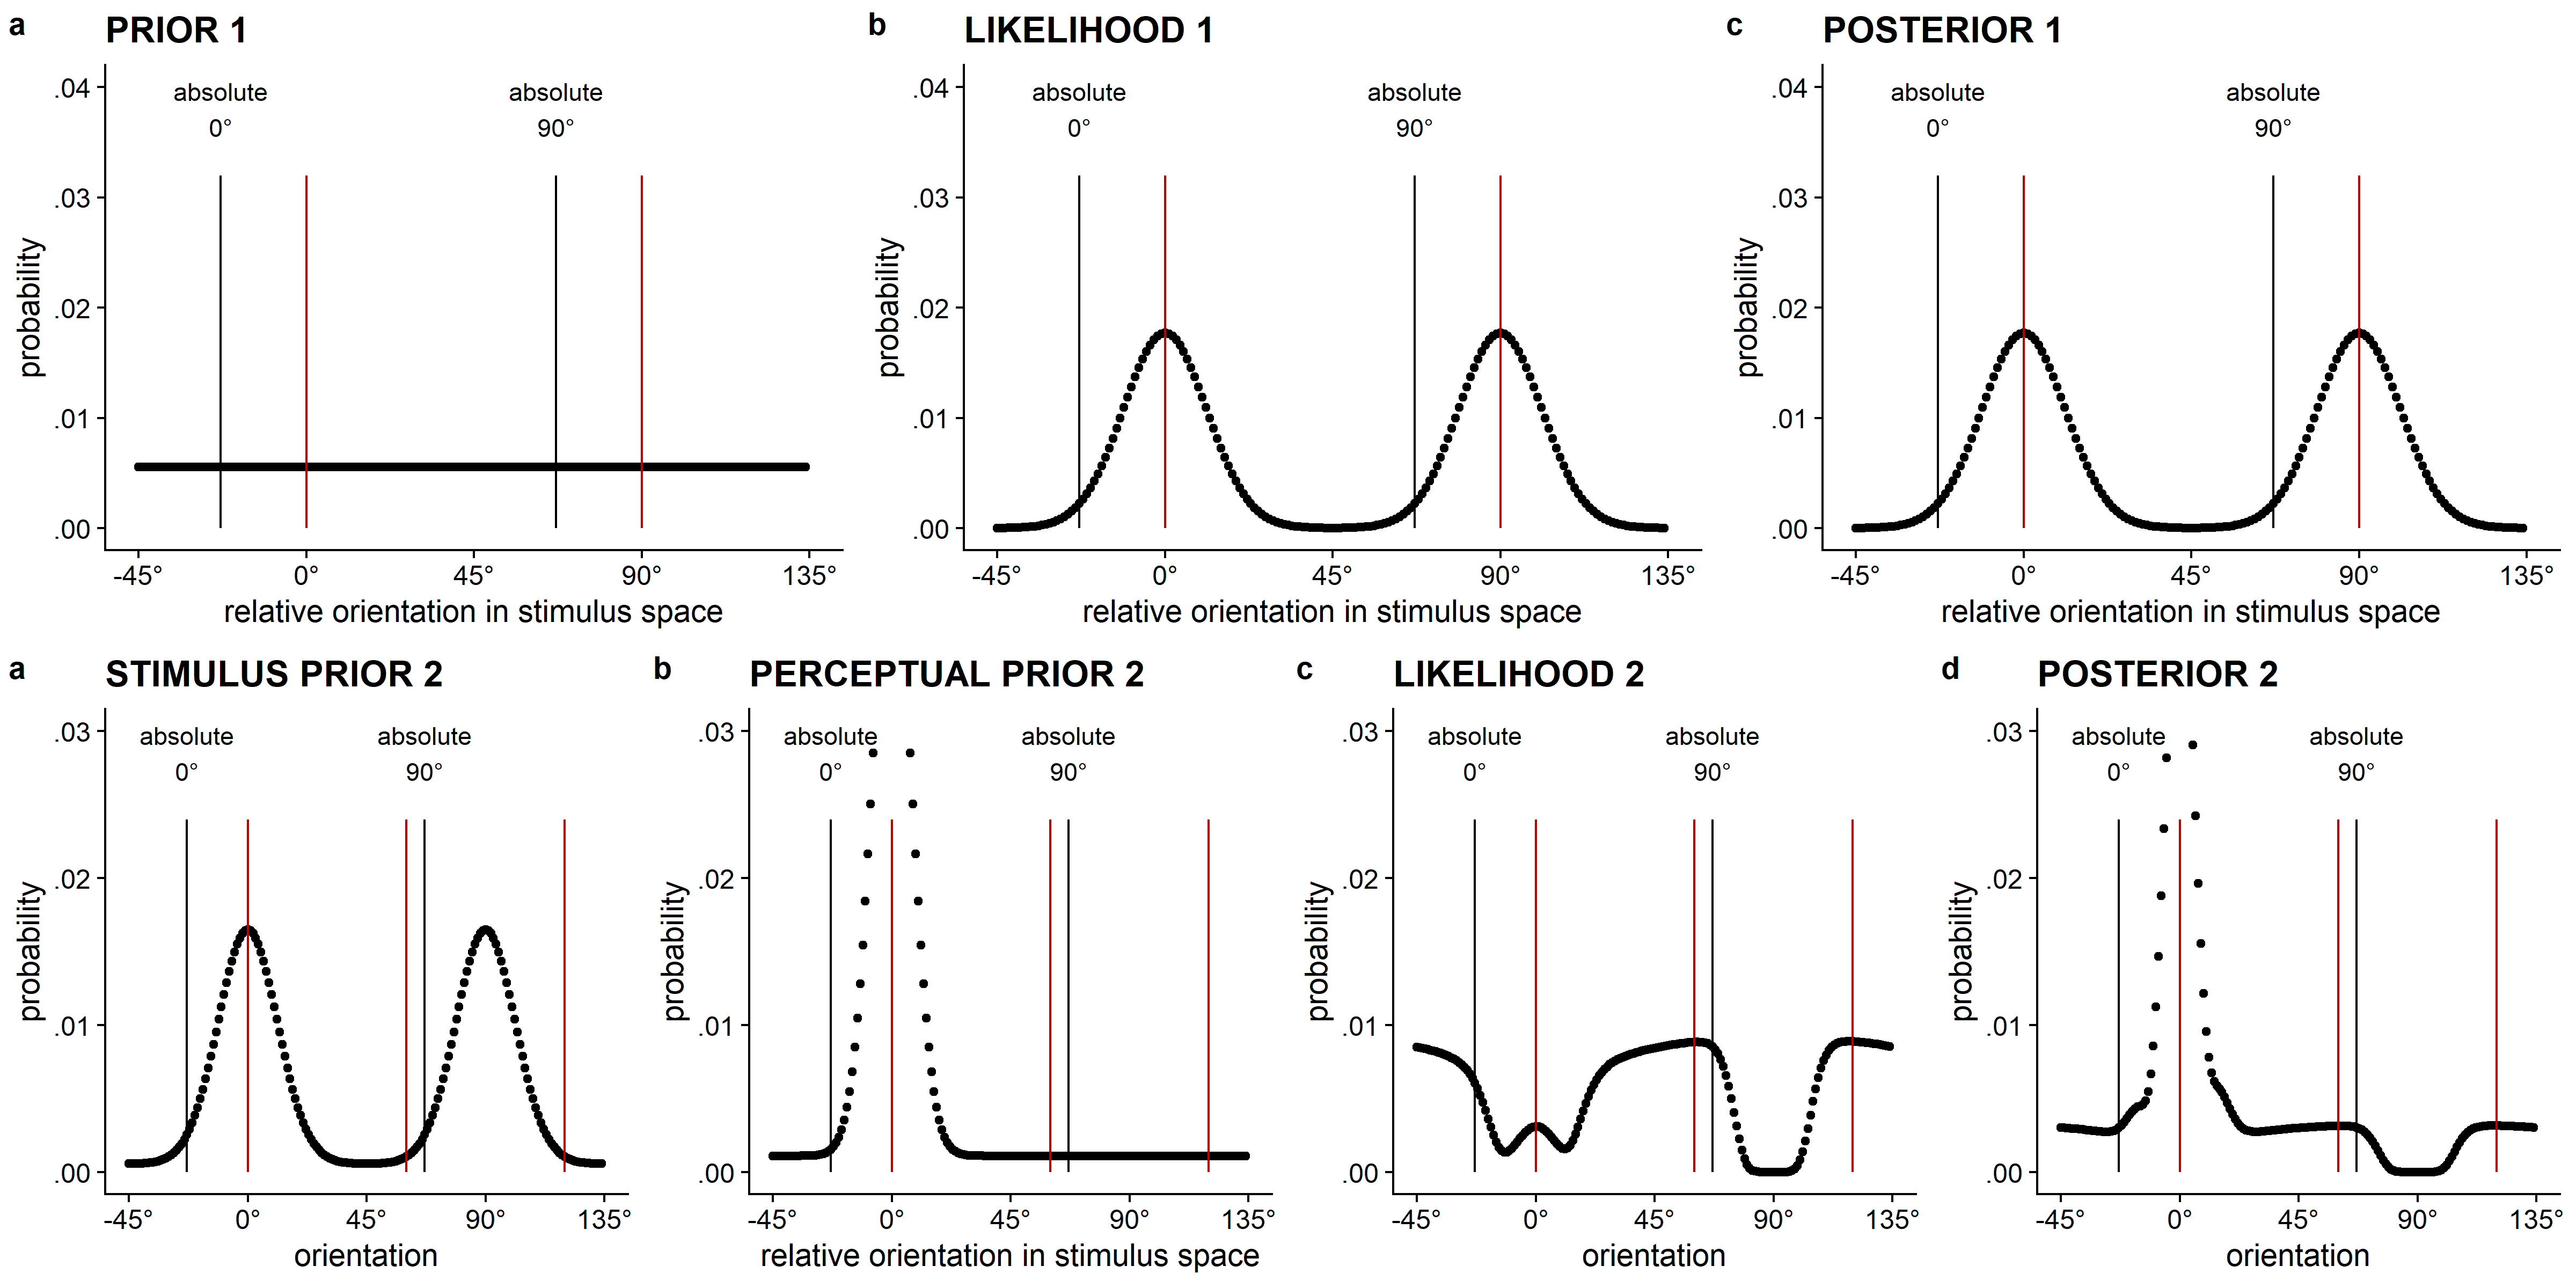 a PRIOR 1
.04
.03
.02
.01
.00
absolute
0°
absolute
90°
probability
-45° 0° 45° 90° 135°
relative orientation in stimulus space
b LIKELIHOOD 1
.04
.03
.02
.01
.00
absolute
0°
absolute
90°
probability
-45° 0° 45° 90° 135°
relative orientation in stimulus space
c POSTERIOR 1
.04
.03
.02
.01
.00
absolute
0°
absolute
90°
probability
-45° 0° 45° 90° 135°
relative orientation in stimulus space
a STIMULUS PRIOR 2
.03
.02
.01
.00
absolute
0°
absolute
90°
probability
-45° 0° 45° 90° 135°
orientation
b PERCEPTUAL PRIOR 2
.03
.02
.01
.00
absolute
0°
absolute
90°
probability
-45° 0° 45° 90° 135°
relative orientation in stimulus space
c LIKELIHOOD 2
.03
.02
.01
.00
absolute
0°
absolute
90°
probability
-45° 0° 45° 90° 135°
orientation
d POSTERIOR 2
.03
.02
.01
.00
absolute
0°
absolute
90°
probability
-45° 0° 45° 90° 135°
orientation